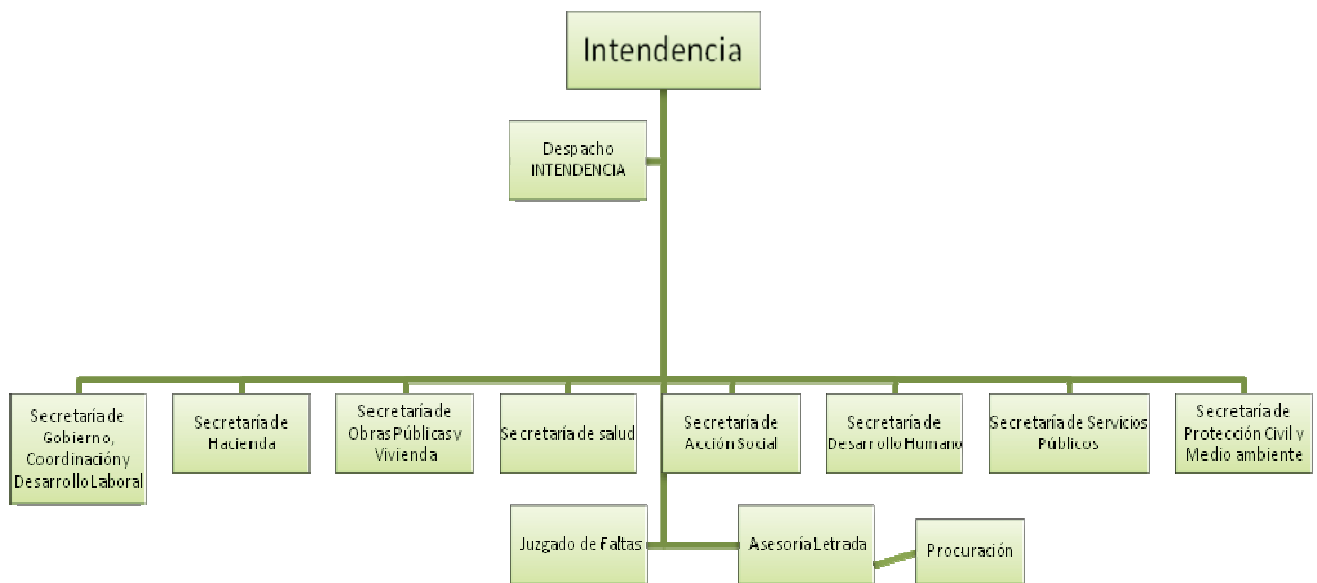 Intendencia
Despacho
INTENDENCIA
Secretaría de
Gobierno,
Coordinación y
Desarrollo Laboral
Secretaría de
Hacienda
Secretaría de
Obras Públicas y
Vivienda
Secretaría de salud
Secretaría de
Acción Social
Secretaría de
Desarrollo Humano
Secretaría de Servicios
Públicos
Secretaría de
Protección Civil y
Medio ambiente
Juzgado de Faltas
Asesoría Letrada
Procuración